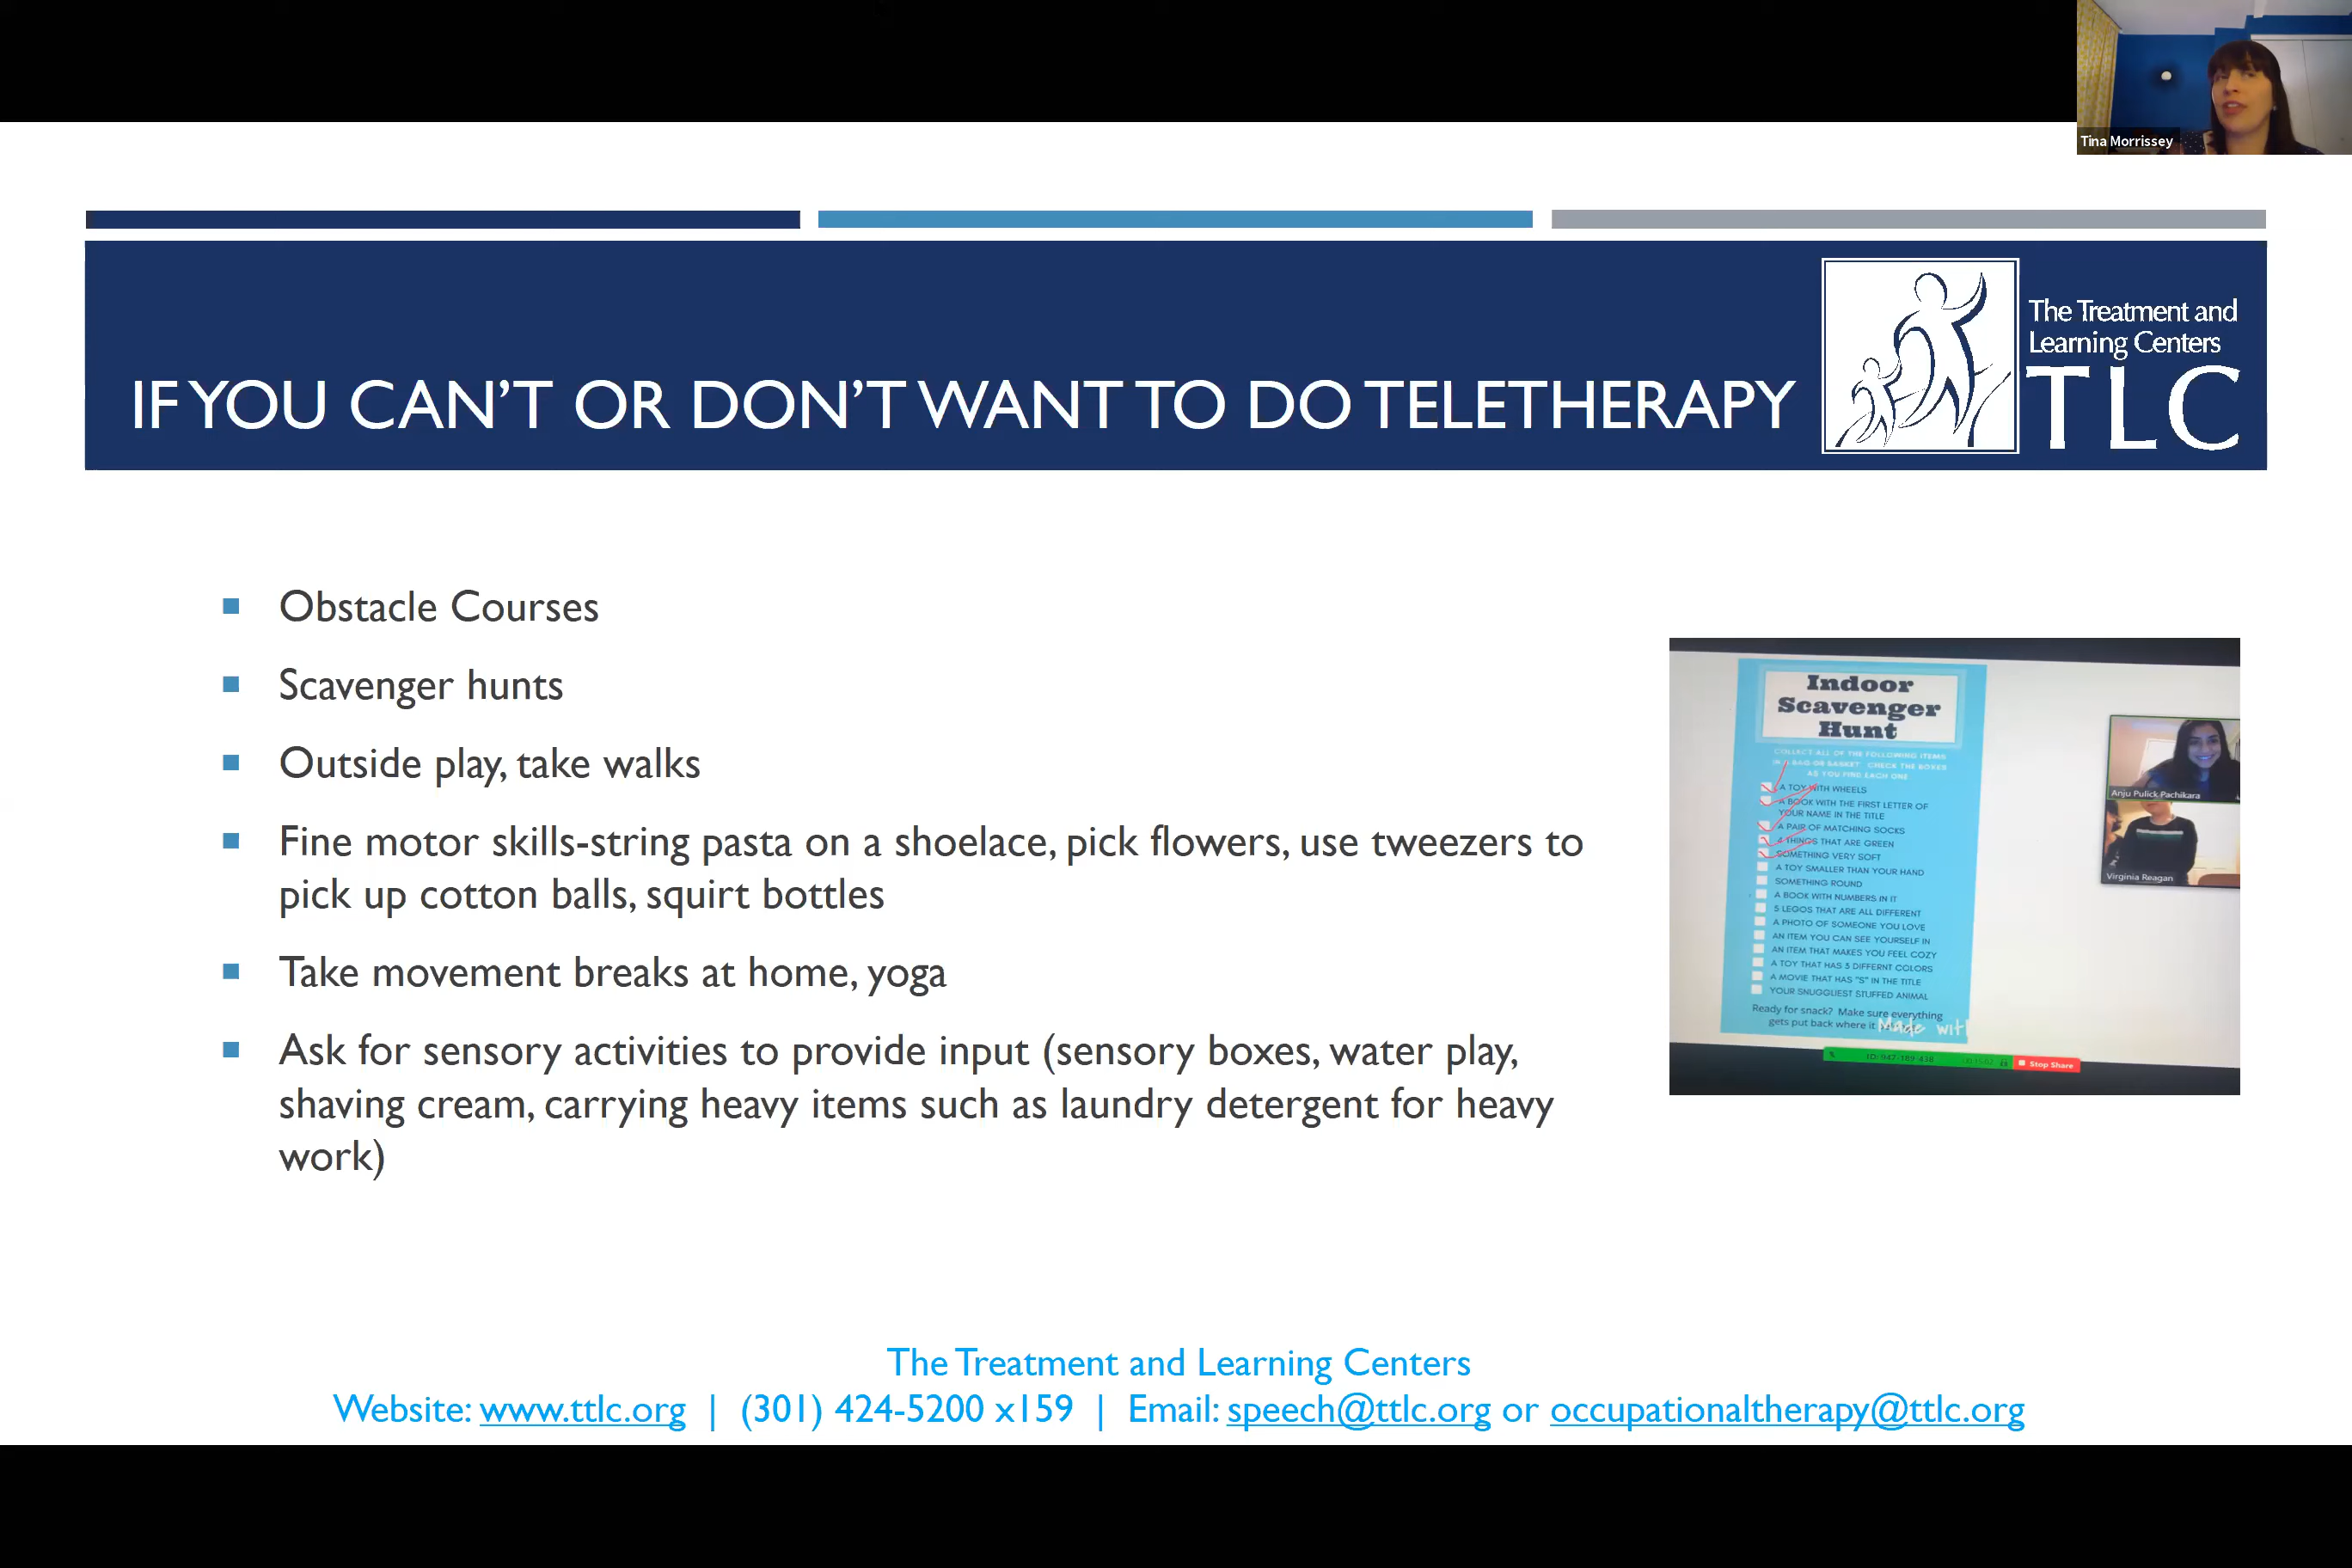 Tina Morrissey
IF YOU CAN'T OR DON'T WANT TO DO TELETHERAPY
The Treatment and
Learning Centers
TLC
Obstacle Courses
Scavenger hunts
Outside play, take walks
Fine motor skills-string pasta on a shoelace, pick flowers, use tweezers to
pick up cotton balls, squirt bottles
Take movement breaks at home, yoga
Ask for sensory activities to provide input (sensory boxes, water play,
shaving cream, carrying heavy items such as laundry detergent for heavy
work)
Indoor
Scavenger
Hunt
COLLECT ALL OF THE FOLLOWING ITEMS
IN A BAG OR BASKET. CHECK THE BOXES
AS YOU FIND EACH ONE
A TOY WITH WHEELS
A BOOK WITH THE FIRST LETTER OF
YOUR NAME IN THE TITLE
A PAIR OF MATCHING SOCKS
4 THINGS THAT ARE GREEN
SOMETHING VERY SOFT
A TOY SMALLER THAN YOUR HAND
SOMETHING ROUND
A BOOK WITH NUMBERS IN IT
5 LEGOS THAT ARE ALL DIFFERENT
A PHOTO OF SOMEONE YOU LOVE
AN ITEM YOU CAN SEE YOURSELF IN
AN ITEM THAT MAKES YOU FEEL COZY
A TOY THAT HAS 3 DIFFERNT COLORS
A MOVIE THAT HAS "S" IN THE TITLE
YOUR SNUGGLIEST STUFFED ANIMAL
Ready for snack? Make sure everything
gets put back where it
Made with
Anju Pulick Pachikara
Virginia Reagan
ID: 947-189-438
Stop Share
The Treatment and Learning Centers
Website: www.ttlc.org | (301) 424-5200 x159 | Email: speech@ttlc.org or occupationaltherapy@ttlc.org